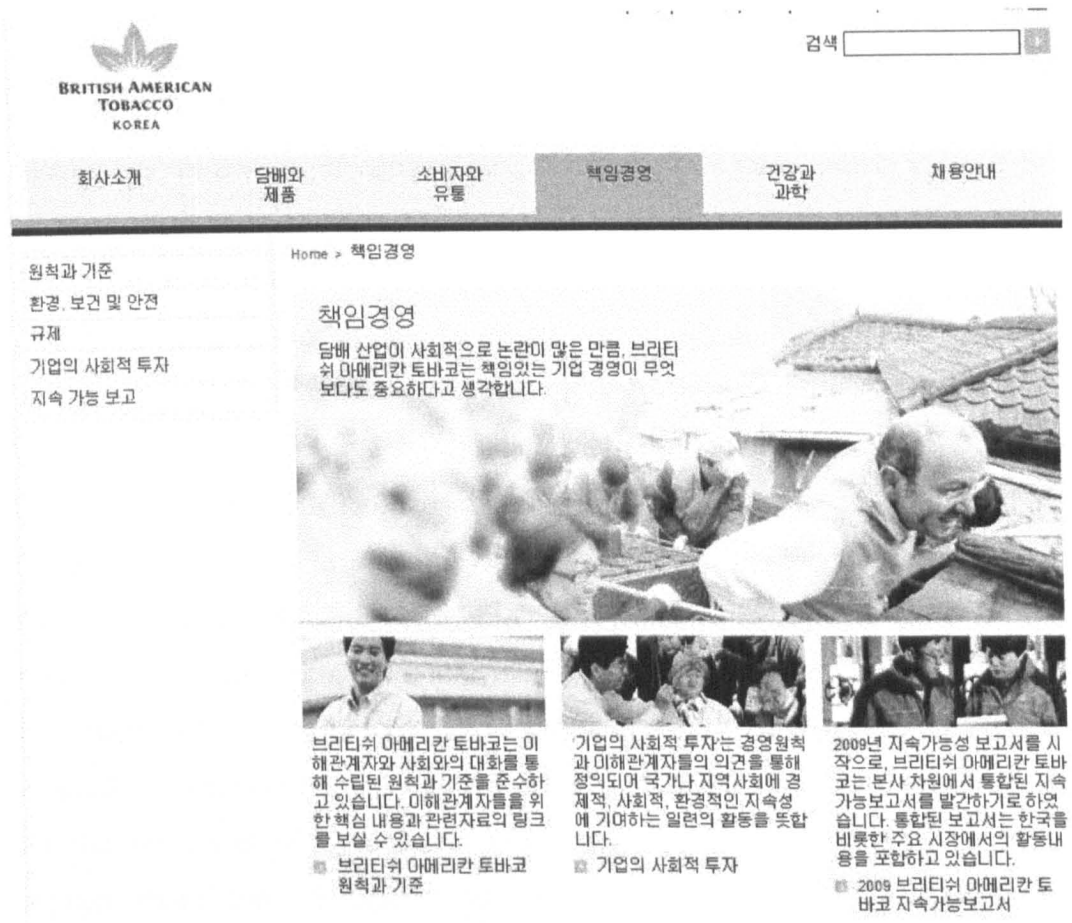 검색
BRITISH AMERICAN
TOBACCO
KOREA
회사소개
담배와
제품
소비자와
유통
책임경영
건강과
과학
채용안내
Home > 책임경영
원칙과 기준
환경, 보건 및 안전
규제
기업의 사회적 투자
지속 가능 보고
책임경영
담배 산업이 사회적으로 논란이 많은 만큼, 브리티
쉬 아메리칸 토바코는 책임있는 기업 경영이 무엇
보다도 중요하다고 생각합니다.
브리티쉬 아메리칸 토바코는 이
해관계자와 사회와의 대화를 통
해 수립된 원칙과 기준을 준수하
고 있습니다. 이해관계자들을 위
한 핵심 내용과 관련자료의 링크
를 보실 수 있습니다.
브리티쉬 아메리칸 토바코
원칙과 기준
'기업의 사회적 투자'는 경영원칙
과 이해관계자들의 의견을 통해
정의되어 국가나 지역사회에 경
제적, 사회적, 환경적인 지속성
에 기여하는 일련의 활동을 뜻합
니다.
기업의 사회적 투자
2009년 지속가능성 보고서를 시
작으로, 브리티쉬 아메리칸 토바
코는 본사 차원에서 통합된 지속
가능보고서를 발간하기로 하였
습니다. 통합된 보고서는 한국을
비롯한 주요 시장에서의 활동내
용을 포함하고 있습니다.
2009 브리티쉬 아메리칸 토
바코 지속가능보고서